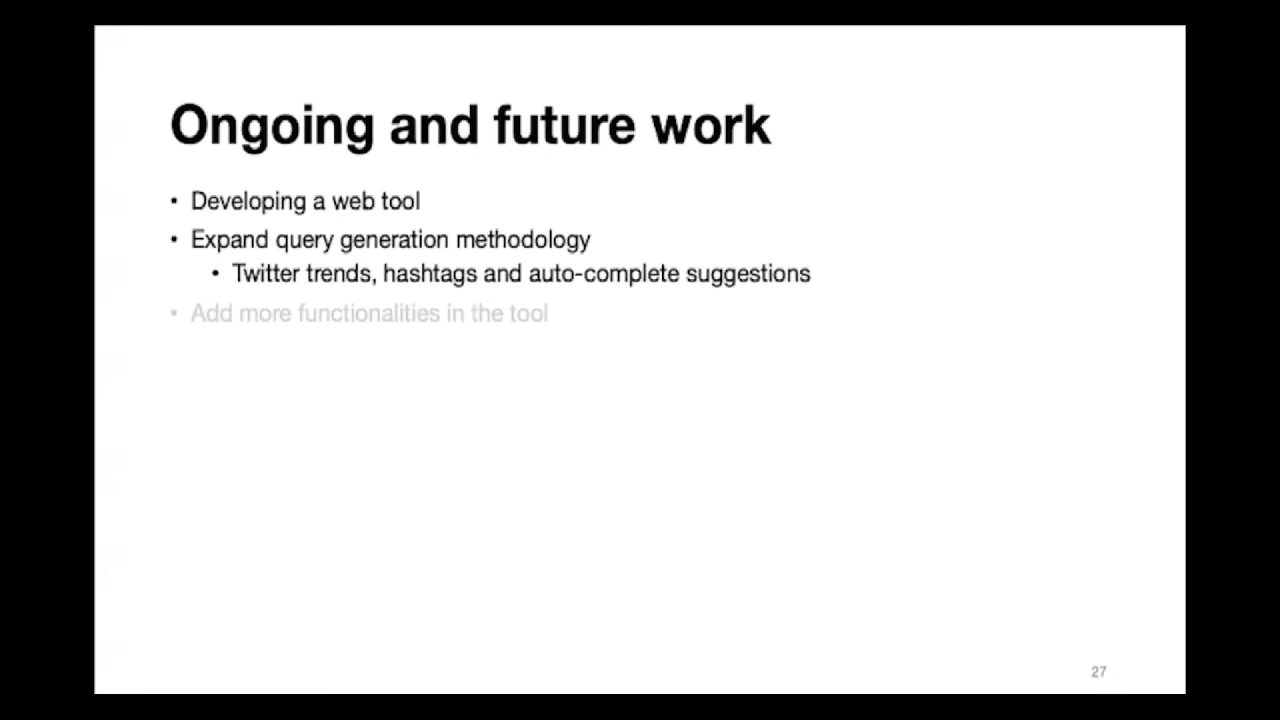 Ongoing and future work
• Developing a web tool
• Expand query generation methodology
• Twitter trends, hashtags and auto-complete suggestions
• Add more functionalities in the tool
27